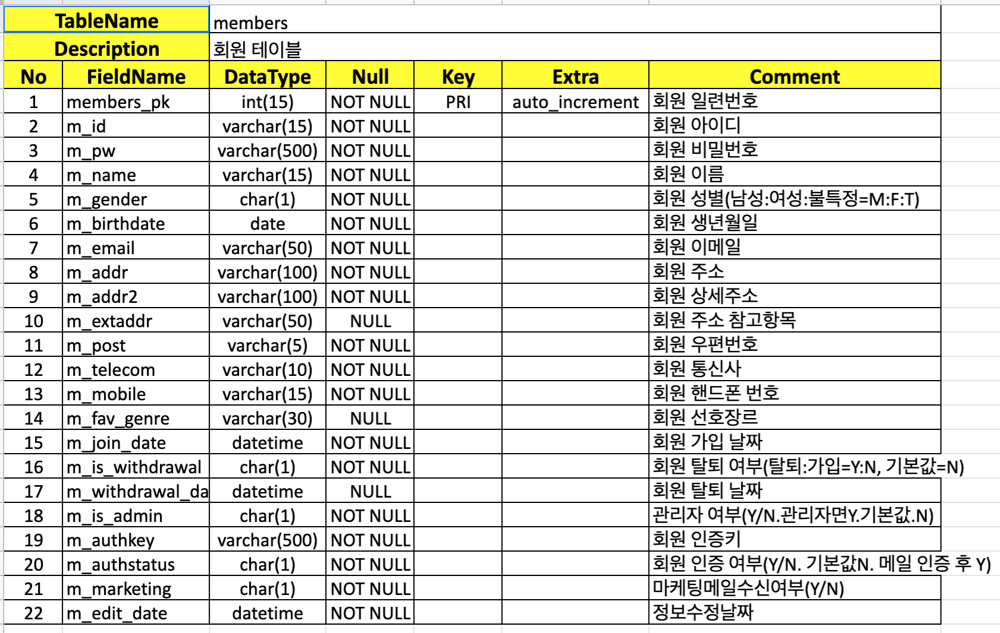 TableName members
Description 회원 테이블
No FieldName DataType Null Key Extra Comment
1 members_pk int(15) NOT NULL PRI auto_increment 회원 일련번호
2 m_id varchar(15) NOT NULL 회원 아이디
3 m_pw varchar(500) NOT NULL 회원 비밀번호
4 m_name varchar(15) NOT NULL 회원 이름
5 m_gender char(1) NOT NULL 회원 성별(남성:여성:불특정=M:F:T)
6 m_birthdate date NOT NULL 회원 생년월일
7 m_email varchar(50) NOT NULL 회원 이메일
8 m_addr varchar(100) NOT NULL 회원 주소
9 m_addr2 varchar(100) NOT NULL 회원 상세주소
10 m_extaddr varchar(50) NULL 회원 주소 참고항목
11 m_post varchar(5) NOT NULL 회원 우편번호
12 m_telecom varchar(10) NOT NULL 회원 통신사
13 m_mobile varchar(15) NOT NULL 회원 핸드폰 번호
14 m_fav_genre varchar(30) NULL 회원 선호장르
15 m_join_date datetime NOT NULL 회원 가입 날짜
16 m_is_withdrawal char(1) NOT NULL 회원 탈퇴 여부(탈퇴:가입=Y:N, 기본값=N)
17 m_withdrawal_da datetime NULL 회원 탈퇴 날짜
18 m_is_admin char(1) NOT NULL 관리자 여부(Y/N.관리자면Y.기본값.N)
19 m_authkey varchar(500) NOT NULL 회원 인증키
20 m_authstatus char(1) NOT NULL 회원 인증 여부(Y/N. 기본값N. 메일 인증 후 Y)
21 m_marketing char(1) NOT NULL 마케팅메일수신여부(Y/N)
22 m_edit_date datetime NOT NULL 정보수정날짜